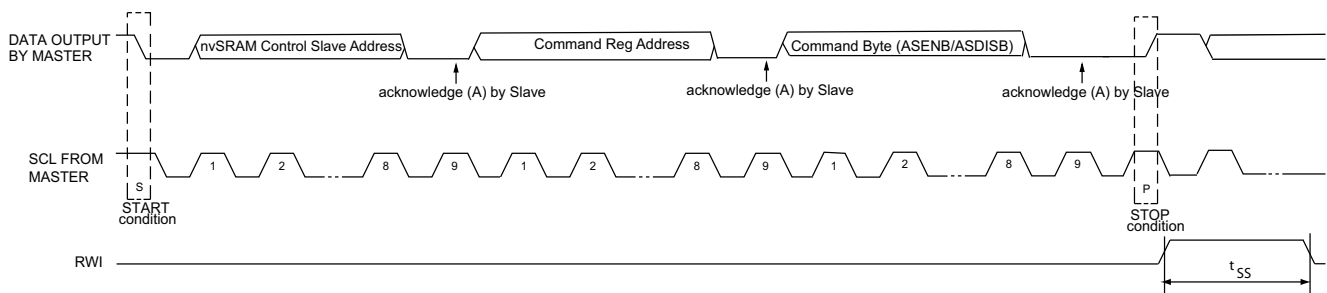 DATA OUTPUT
BY MASTER
nvSRAM Control Slave Address
Command Reg Address
Command Byte (ASENB/ASDISB)
acknowledge (A) by Slave
acknowledge (A) by Slave
acknowledge (A) by Slave
SCL FROM
MASTER
1 2 8 9 1 2 8 9 1 2 8 9
S
P
START
condition
STOP
condition
RWI
tSS